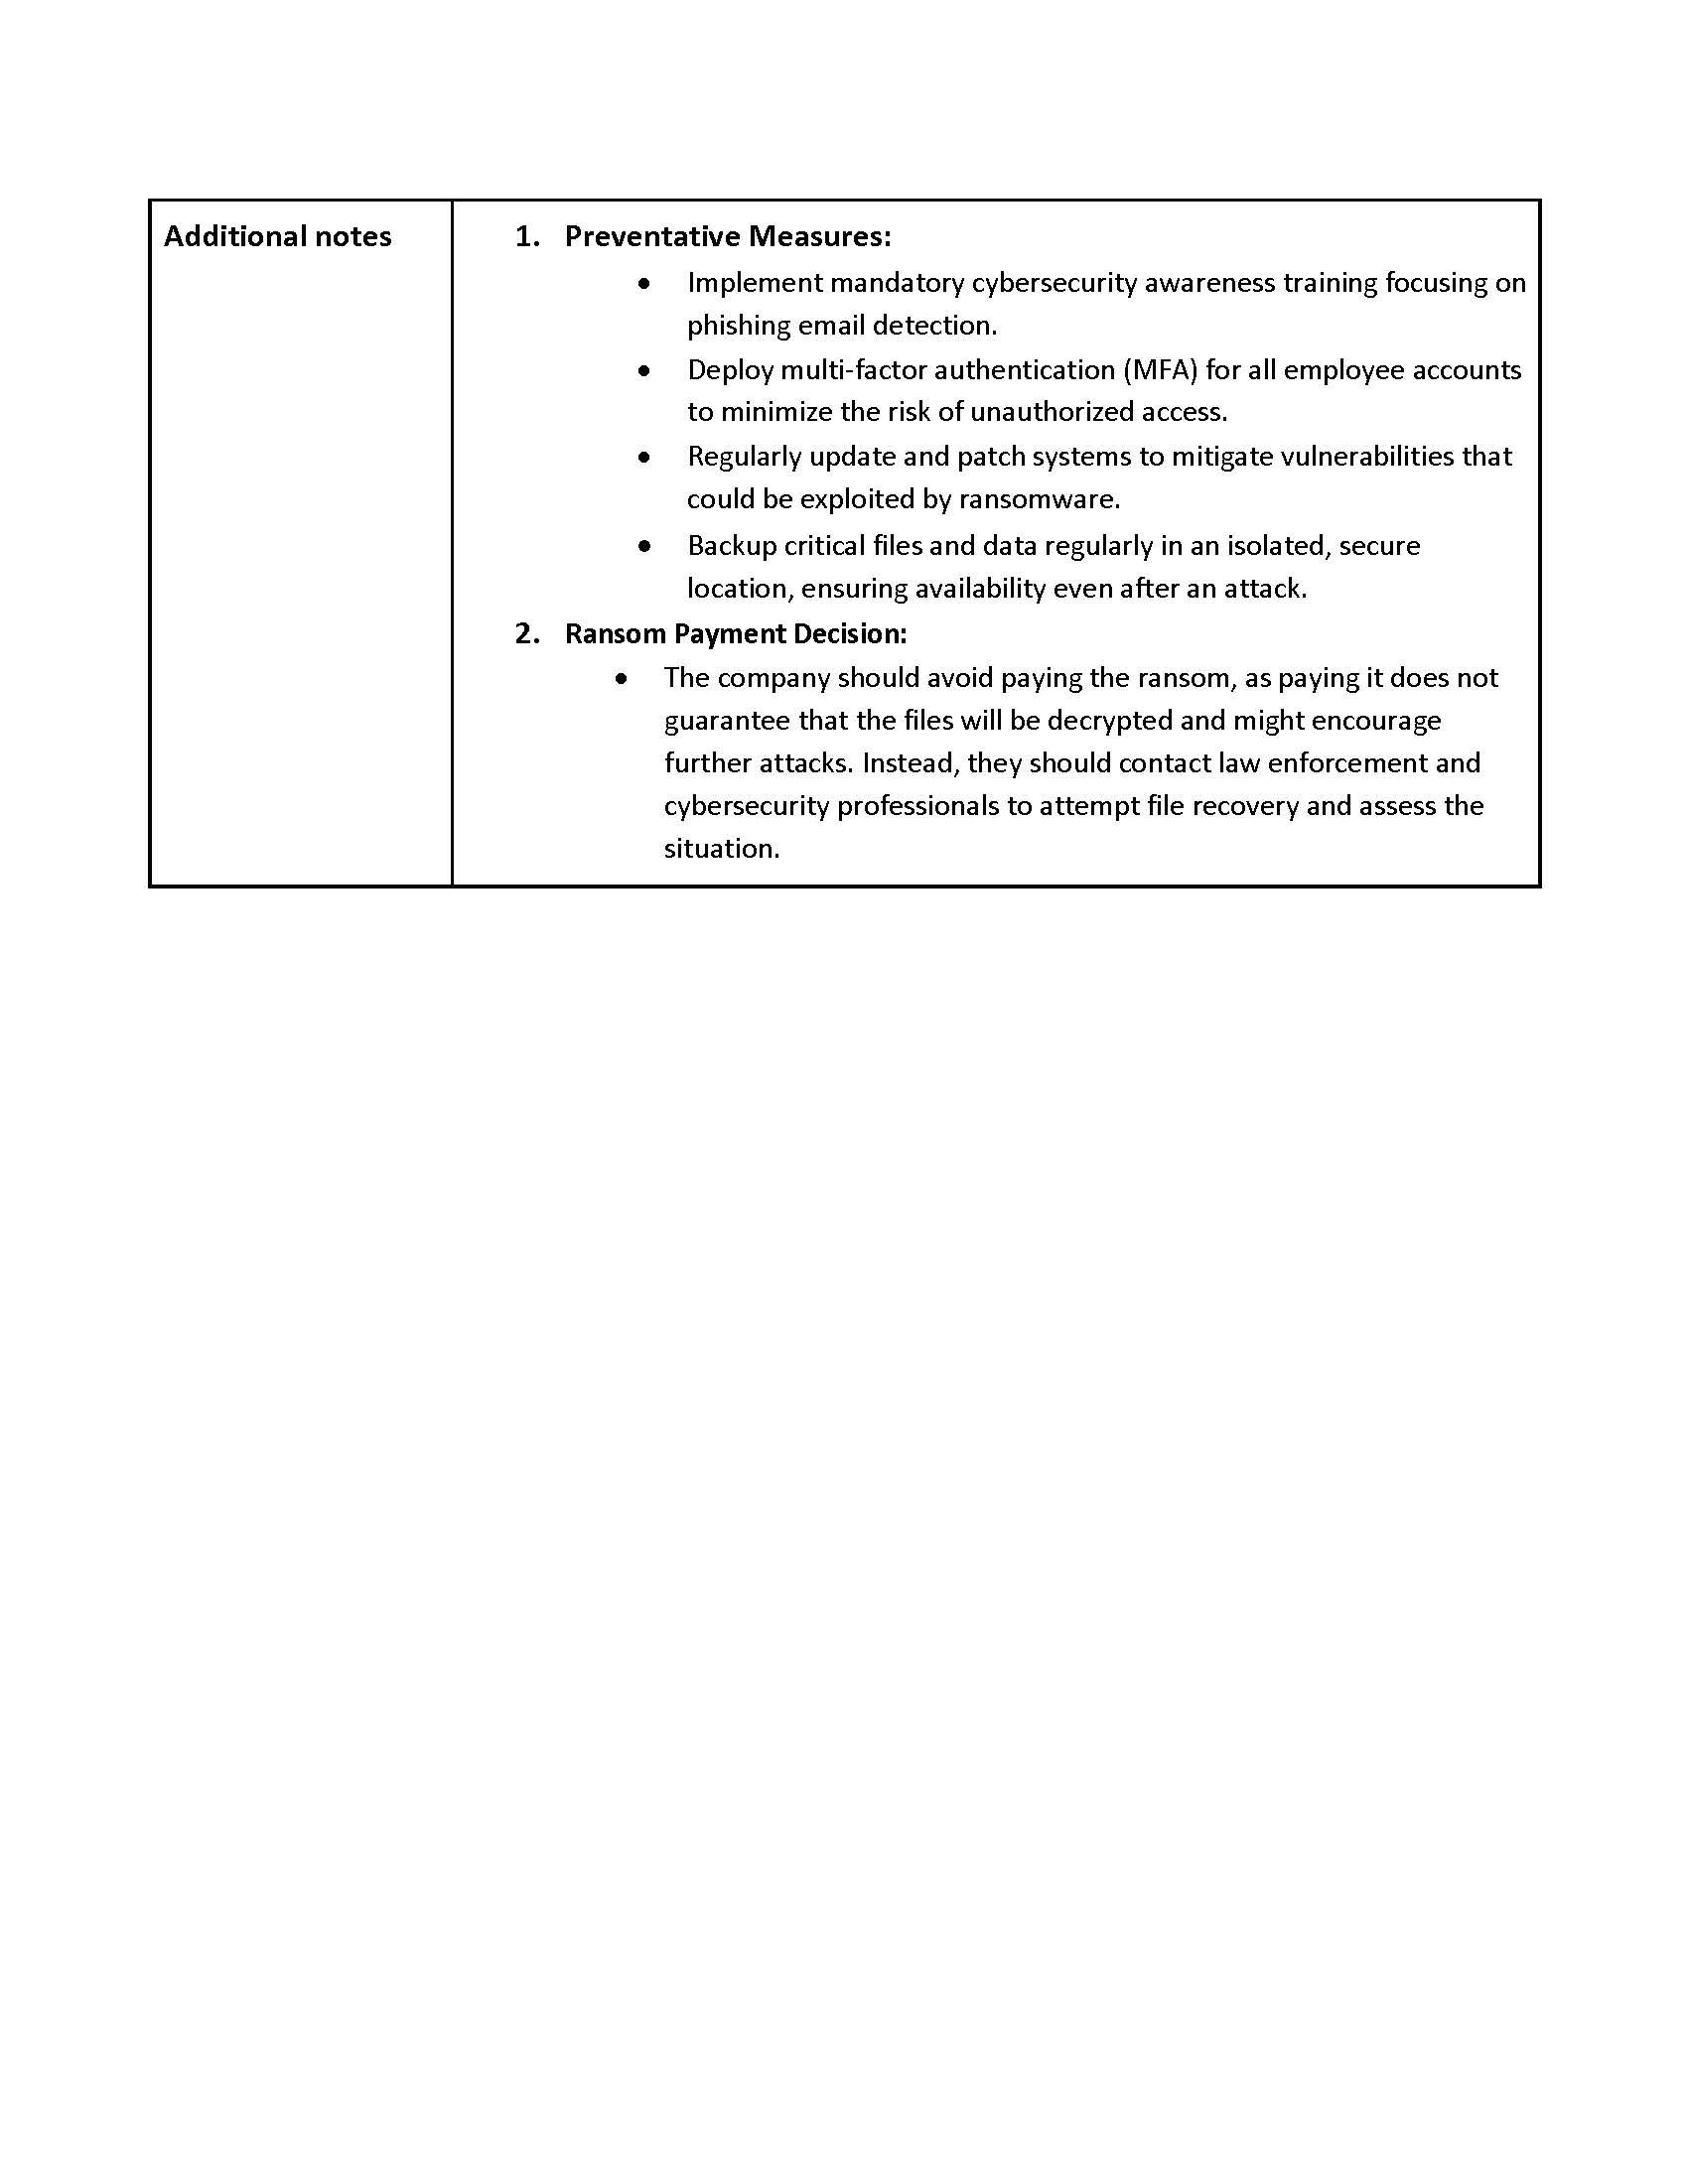 Additional notes
1. Preventative Measures:
• Implement mandatory cybersecurity awareness training focusing on
phishing email detection.
• Deploy multi-factor authentication (MFA) for all employee accounts
to minimize the risk of unauthorized access.
• Regularly update and patch systems to mitigate vulnerabilities that
could be exploited by ransomware.
• Backup critical files and data regularly in an isolated, secure
location, ensuring availability even after an attack.
2. Ransom Payment Decision:
• The company should avoid paying the ransom, as paying it does not
guarantee that the files will be decrypted and might encourage
further attacks. Instead, they should contact law enforcement and
cybersecurity professionals to attempt file recovery and assess the
situation.